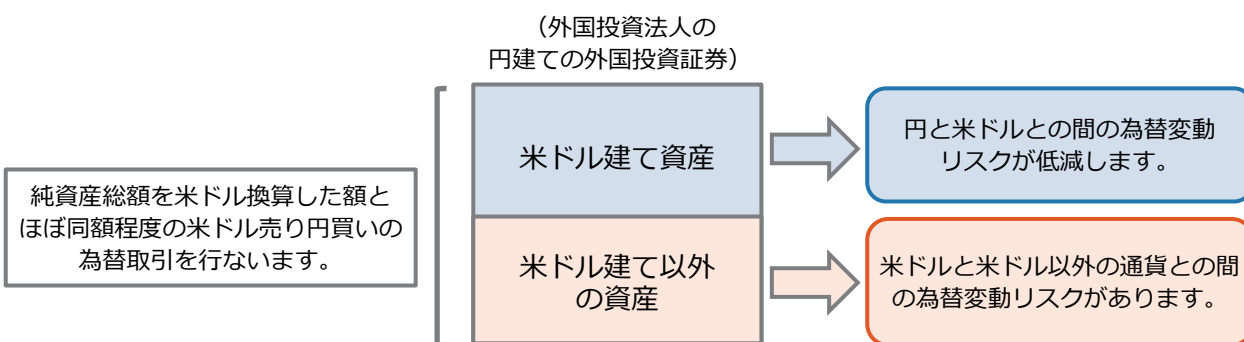 （外国投資法人の
円建ての外国投資証券）
純資産総額を米ドル換算した額と
ほぼ同額程度の米ドル売り円買いの
為替取引を行ないます。
米ドル建て資産
円と米ドルとの間の為替変動
リスクが低減します。
米ドル建て以外
の資産
米ドルと米ドル以外の通貨との間
の為替変動リスクがあります。